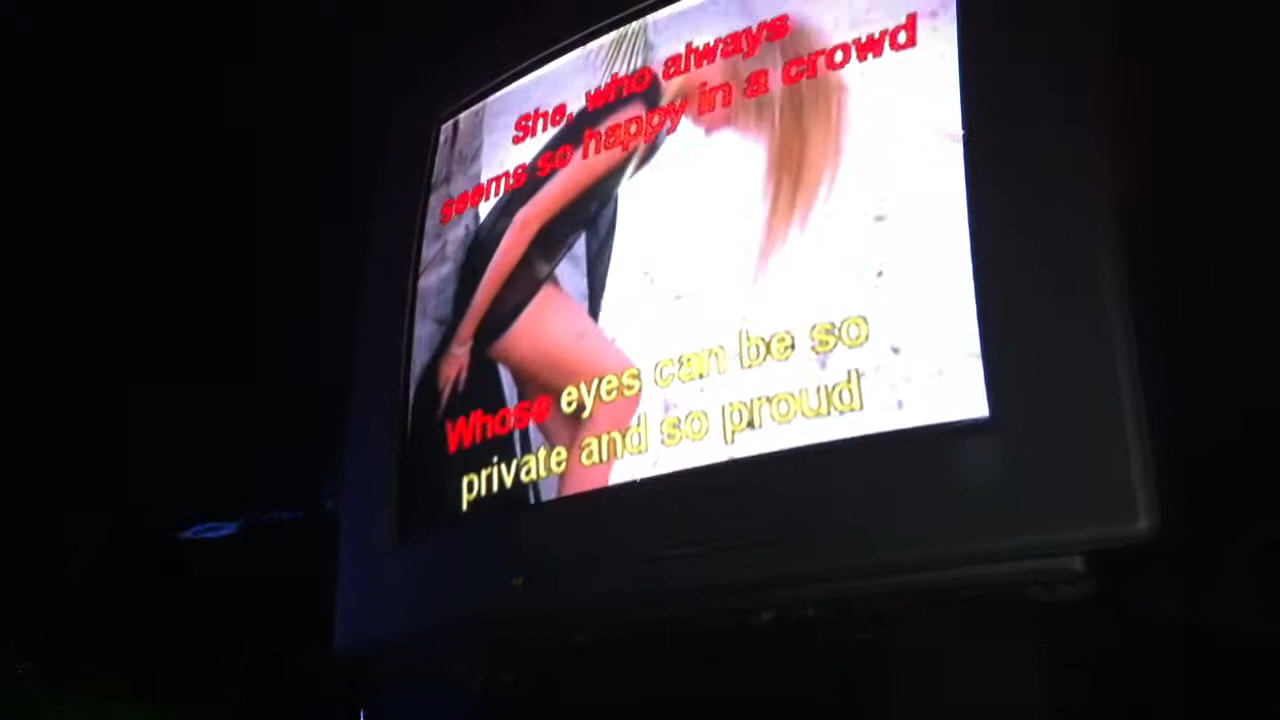 She, who always
seems so happy in a crowd
Whose eyes can be so
private and so proud